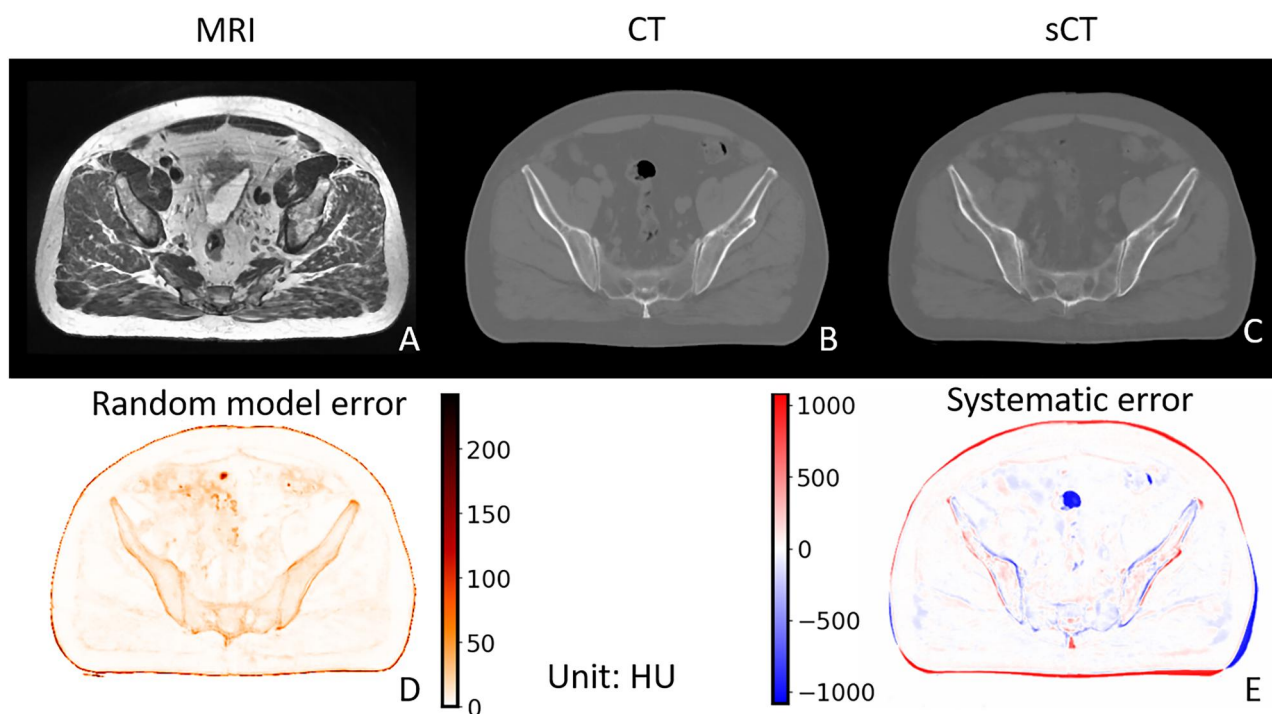 MRI
CT
sCT
A
B
C
Random model error
Systematic error
200
150
100
50
0
1000
500
0
−500
−1000
Unit: HU
D
E